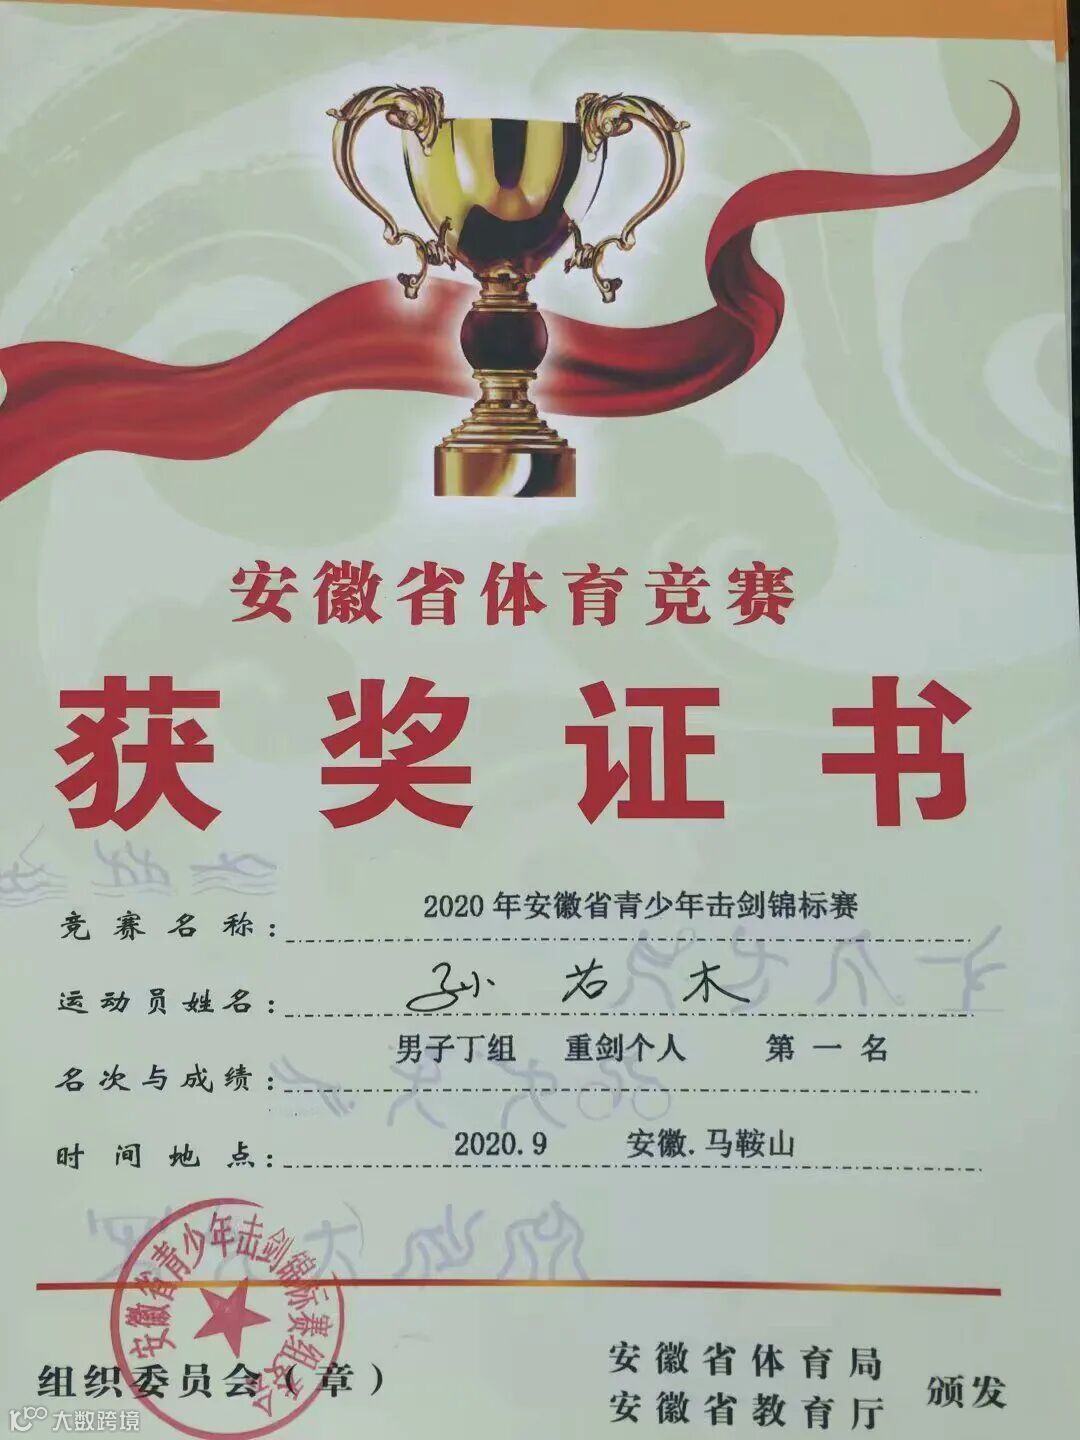 安徽省体育竞赛
获奖证书
竞赛名称：2020年安徽省青少年击剑锦标赛
运动员姓名：孙若木
名次与成绩：男子丁组 重剑个人 第一名
时间地点：2020.9 安徽.马鞍山
安徽省青少年击剑锦标赛组委会
组织委员会（章）
安徽省体育局
安徽省教育厅
颁发
大数跨境